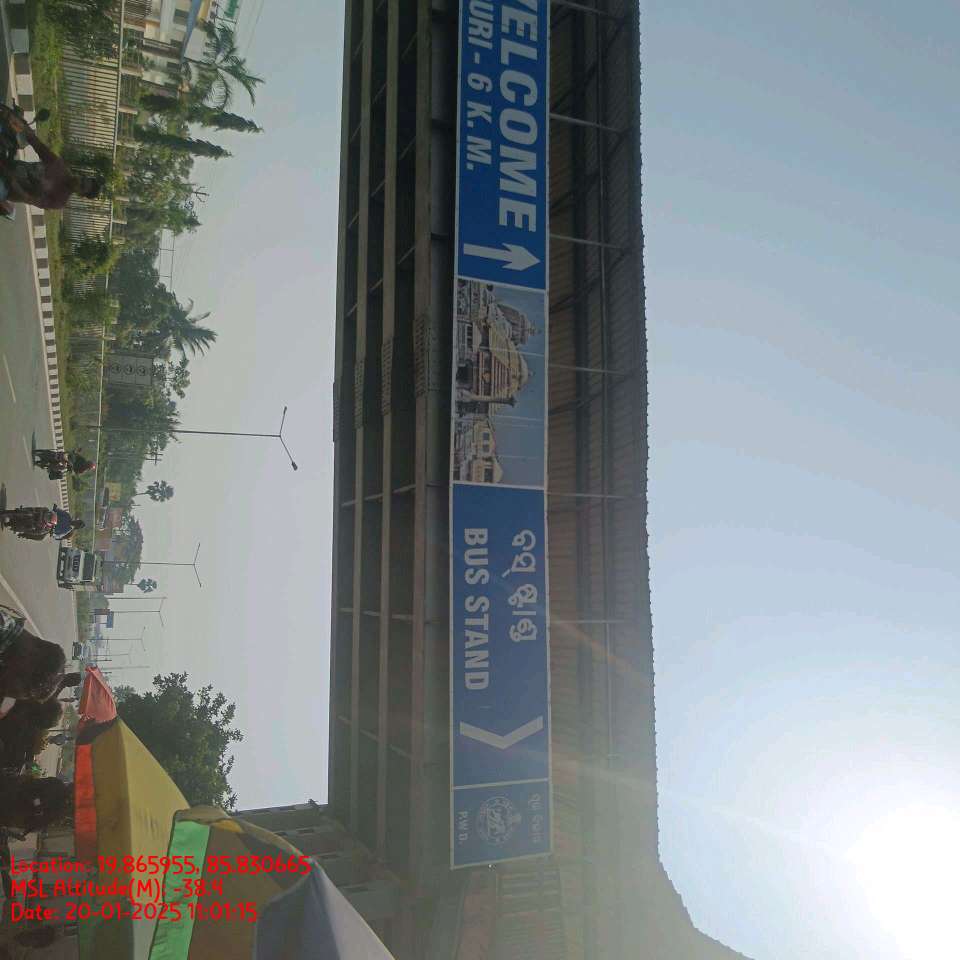 WELCOME
URI - 6 K. M.
ବସ୍ ଷ୍ଟାଣ୍ଡ
BUS STAND
ପୂର୍ତ୍ତ ବିଭାଗ
P.W.D.
Location: 19.865955, 85.830665
MSL Altitude(M): -38.4
Date: 20-01-2025 11:01:15